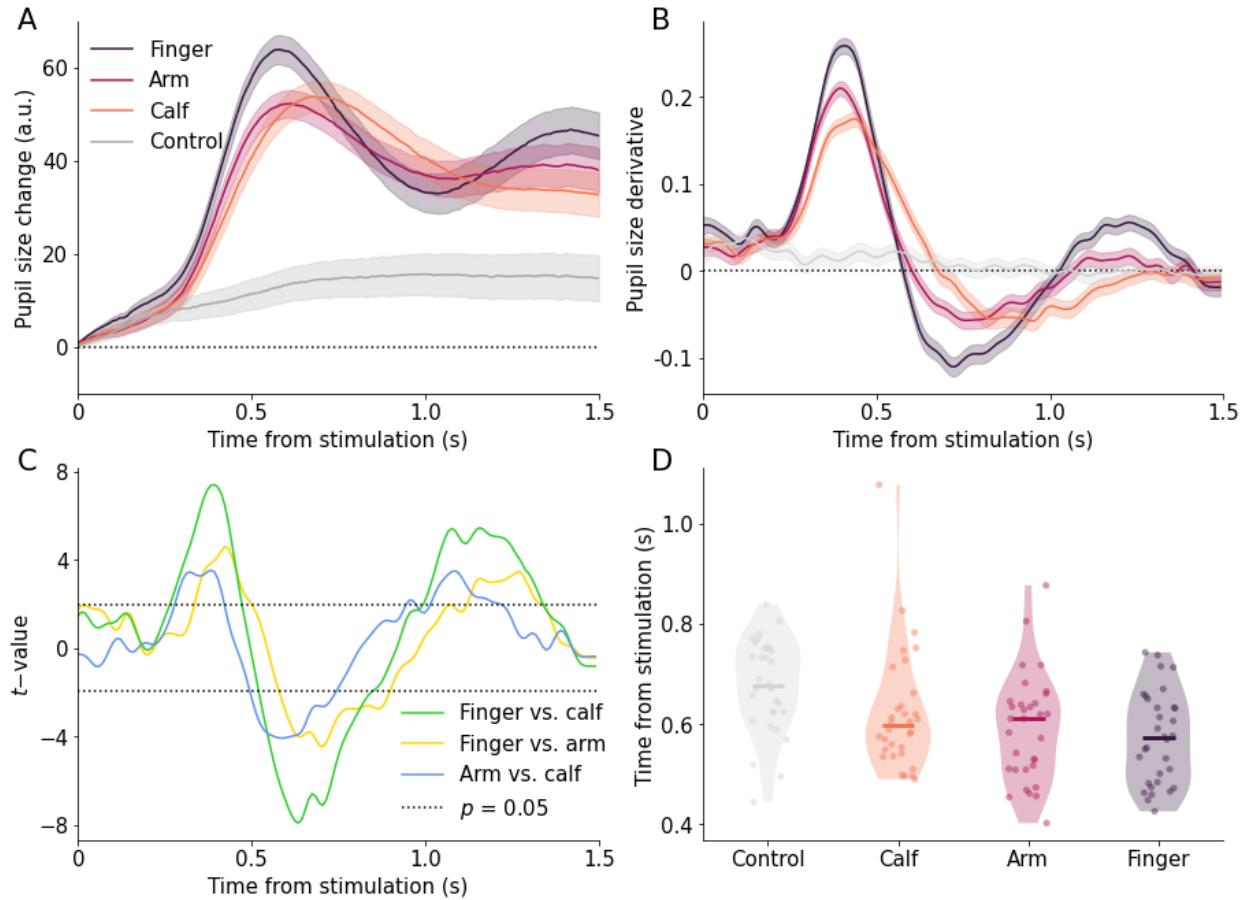 A
Pupil size change (a.u.)
60
40
20
0
Finger
Arm
Calf
Control
0
0.5
1.0
1.5
Time from stimulation (s)
B
Pupil size derivative
0.2
0.1
0
-0.1
0
0.5
1.0
1.5
Time from stimulation (s)
C
t−value
8
4
0
−4
−8
Finger vs. calf
Finger vs. arm
Arm vs. calf
p = 0.05
0
0.5
1.0
1.5
Time from stimulation (s)
D
Time from stimulation (s)
1.0
0.8
0.6
0.4
Control
Calf
Arm
Finger